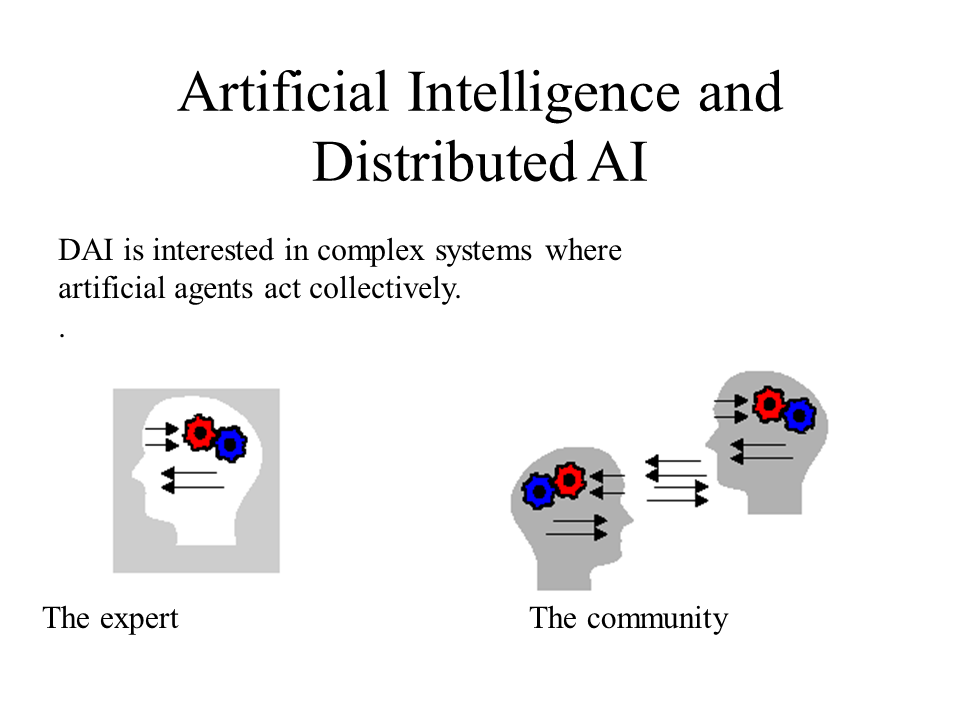 Artificial Intelligence and
Distributed AI
DAI is interested in complex systems where
artificial agents act collectively.
.
The expert
The community